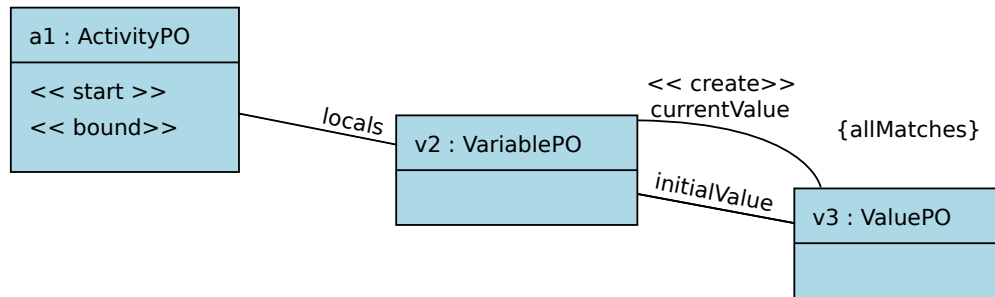 a1 : ActivityPO
<< start >>
<< bound>>
locals
v2 : VariablePO
<< create>>
currentValue
initialValue
{allMatches}
v3 : ValuePO